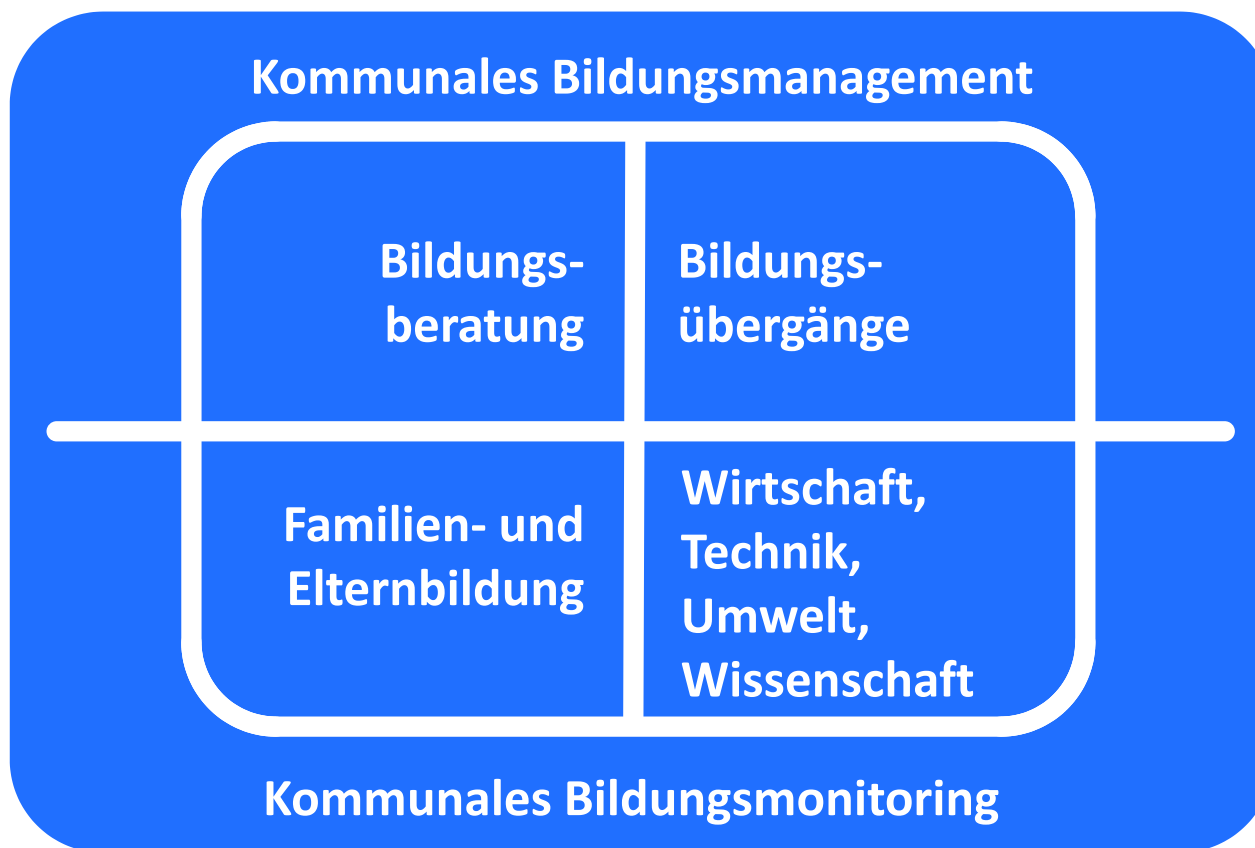 Kommunales Bildungsmanagement
Bildungs-
beratung
Bildungs-
übergänge
Familien- und
Elternbildung
Wirtschaft,
Technik,
Umwelt,
Wissenschaft
Kommunales Bildungsmonitoring